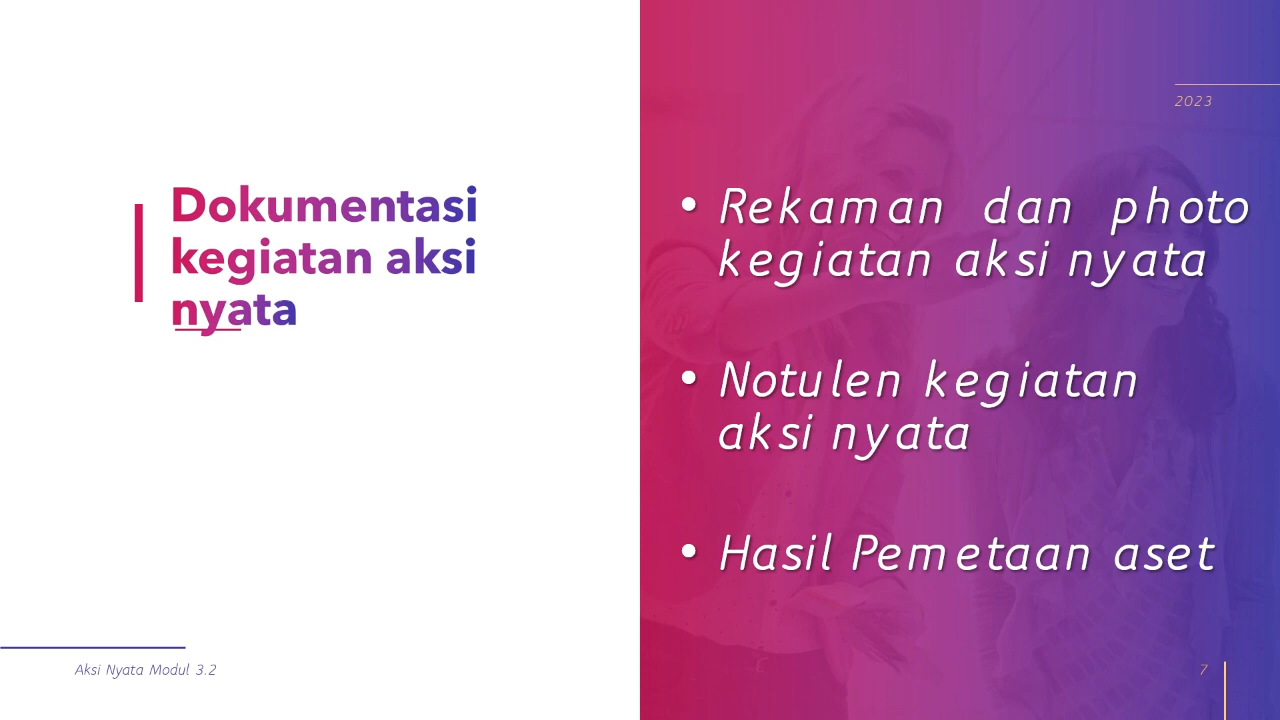 Dokumentasi
kegiatan aksi
nyata
2023
• Rekaman dan photo
kegiatan aksi nyata
• Notulen kegiatan
aksi nyata
• Hasil Pemetaan aset
Aksi Nyata Modul 3.2
7